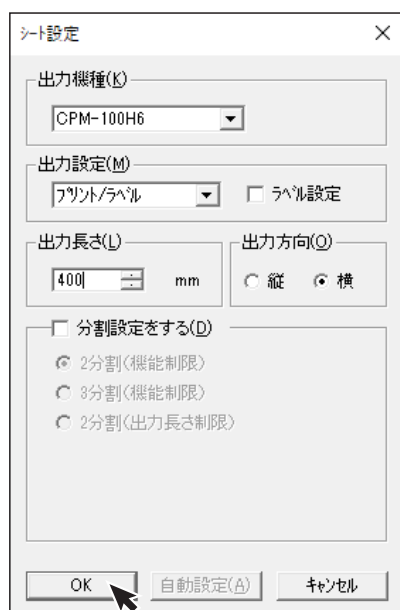 シート設定
出力機種(K)
CPM-100H6
出力設定(M)
プリント/ラベル
ラベル設定
出力長さ(L)
出力方向(O)
400 mm
縦 横
分割設定をする(D)
2分割(機能制限)
3分割(機能制限)
2分割(出力長さ制限)
OK 自動設定(A) キャンセル